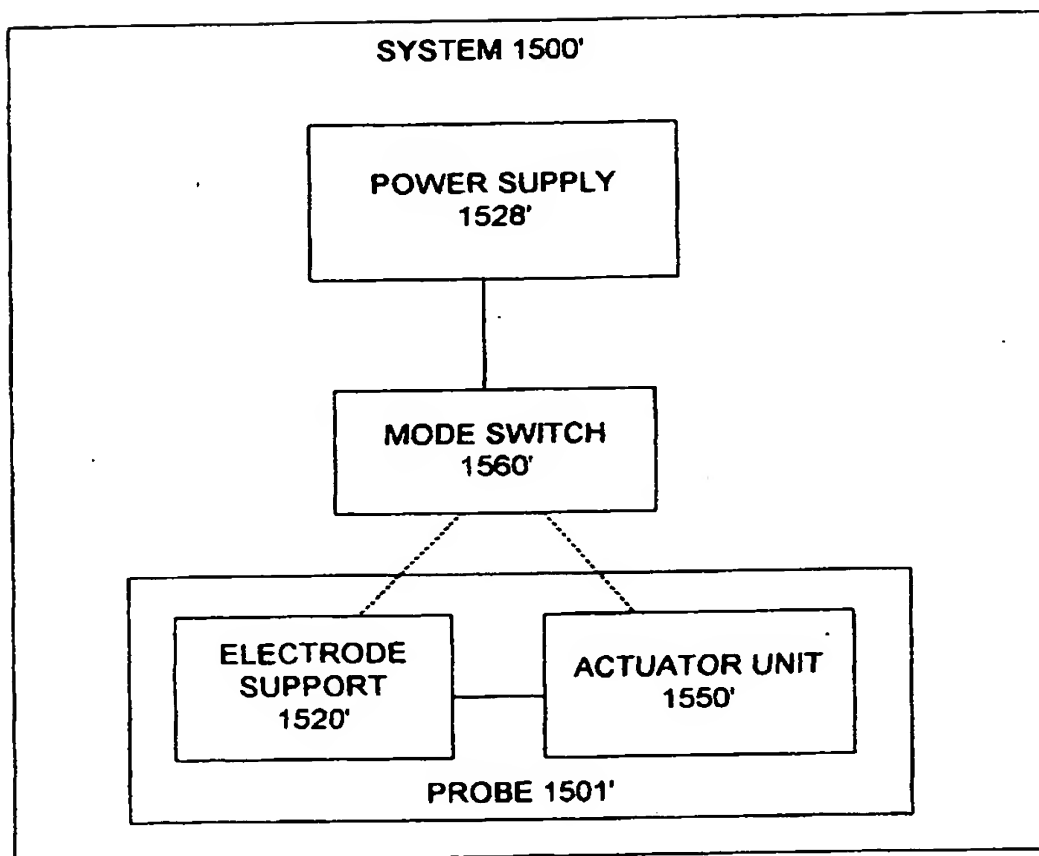 SYSTEM 1500'
POWER SUPPLY
1528'
MODE SWITCH
1560'
ELECTRODE
SUPPORT
1520'
ACTUATOR UNIT
1550'
PROBE 1501'